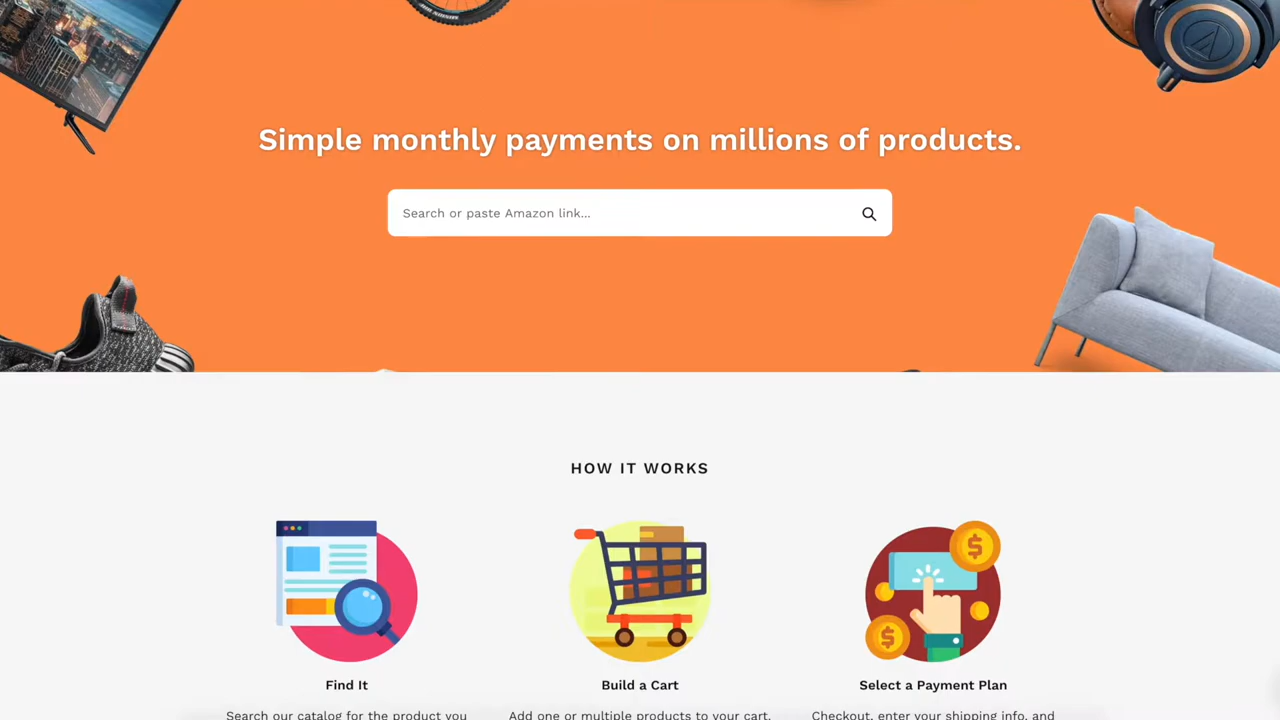 Simple monthly payments on millions of products.
Search or paste Amazon link...
HOW IT WORKS
Find It
Build a Cart
Select a Payment Plan
Search our catalog for the product you
Add one or multiple products to your cart.
Checkout, enter your shipping info, and